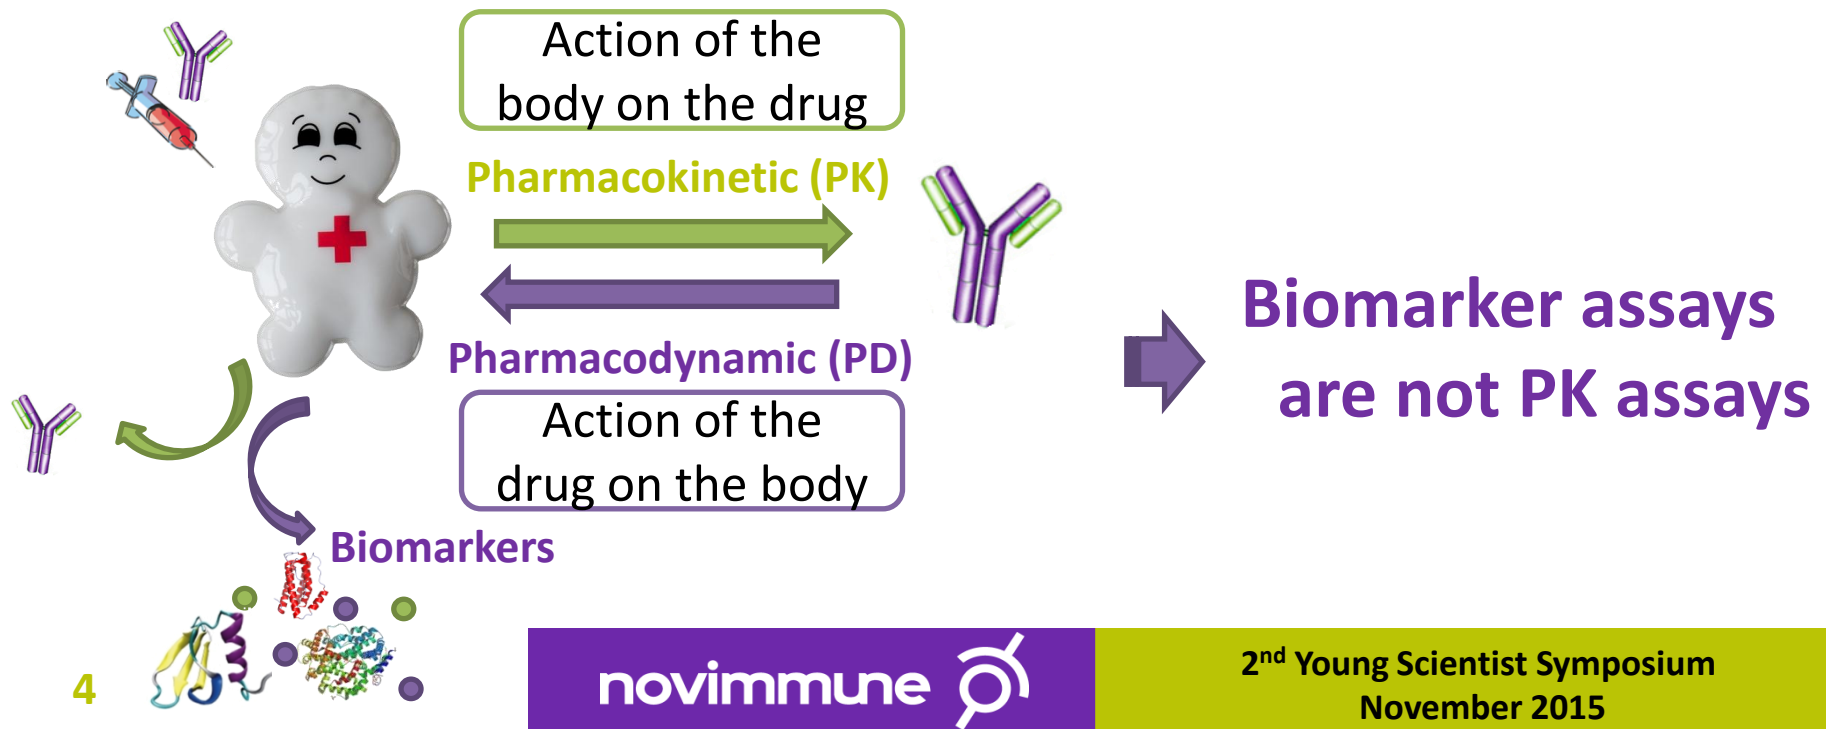 Action of the
body on the drug
Pharmacokinetic (PK)
Pharmacodynamic (PD)
Action of the
drug on the body
Biomarkers
Biomarker assays
are not PK assays
4
novimmune
2nd Young Scientist Symposium
November 2015